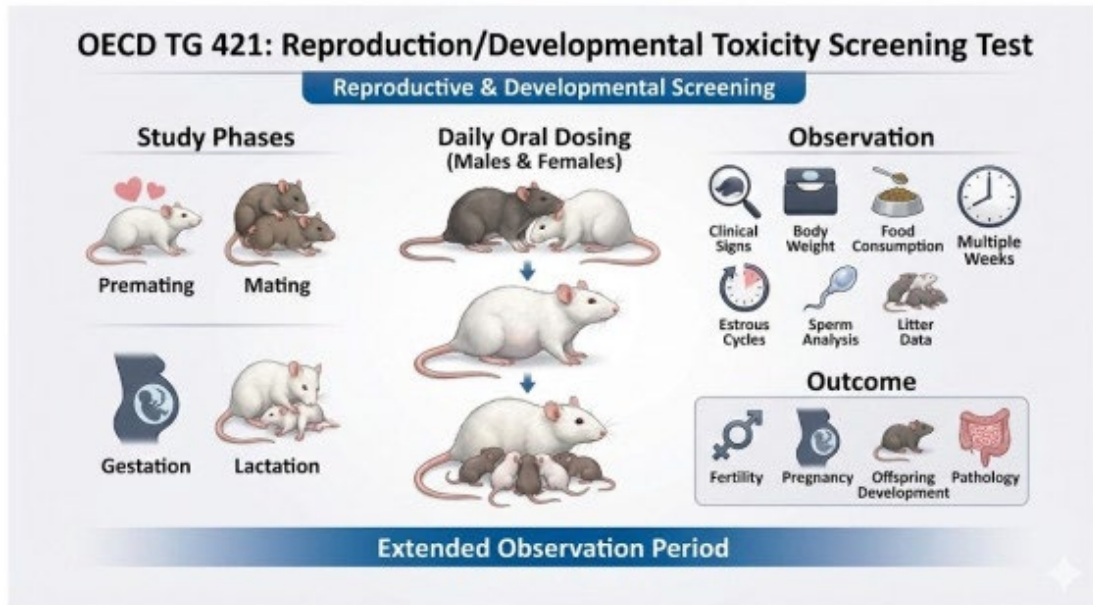 OECD TG 421: Reproduction/Developmental Toxicity Screening Test
Reproductive & Developmental Screening
Study Phases
Premating
Mating
Gestation
Lactation
Daily Oral Dosing
(Males & Females)
Observation
Clinical
Signs
Body
Weight
Food
Consumption
Multiple
Weeks
Estrous
Cycles
Sperm
Analysis
Litter
Data
Outcome
Fertility
Pregnancy
Offspring
Development
Pathology
Extended Observation Period